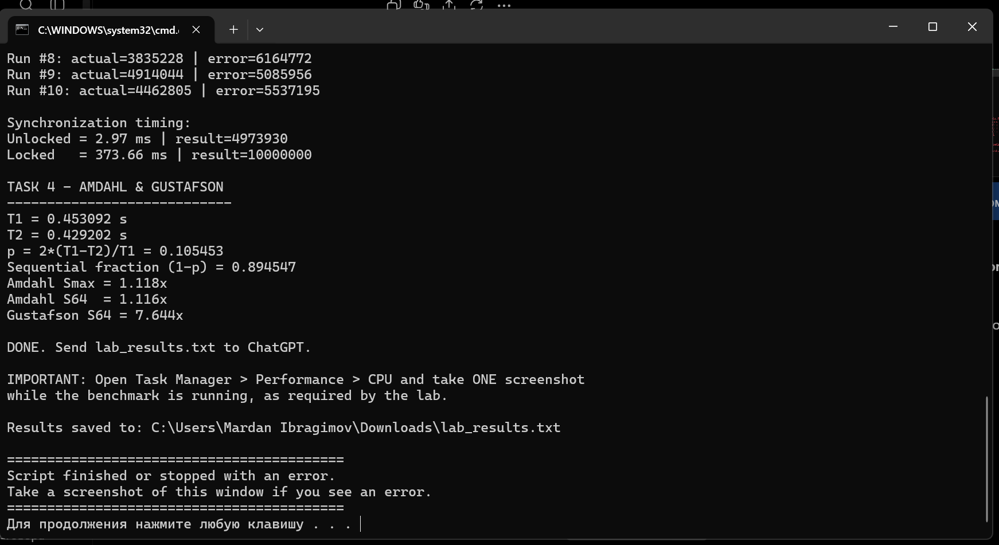 C:\WINDOWS\system32\cmd.
Run #8: actual=3835228 | error=6164772
Run #9: actual=4914044 | error=5085956
Run #10: actual=4462805 | error=5537195
Synchronization timing:
Unlocked = 2.97 ms | result=4973930
Locked   = 373.66 ms | result=10000000
TASK 4 - AMDAHL & GUSTAFSON
----------------------------
T1 = 0.453092 s
T2 = 0.429202 s
p = 2*(T1-T2)/T1 = 0.105453
Sequential fraction (1-p) = 0.894547
Amdahl Smax = 1.118x
Amdahl S64  = 1.116x
Gustafson S64 = 7.644x
DONE. Send lab_results.txt to ChatGPT.
IMPORTANT: Open Task Manager > Performance > CPU and take ONE screenshot
while the benchmark is running, as required by the lab.
Results saved to: C:\Users\Mardan Ibragimov\Downloads\lab_results.txt
==========================================
Script finished or stopped with an error.
Take a screenshot of this window if you see an error.
==========================================
Для продолжения нажмите любую клавишу . . .